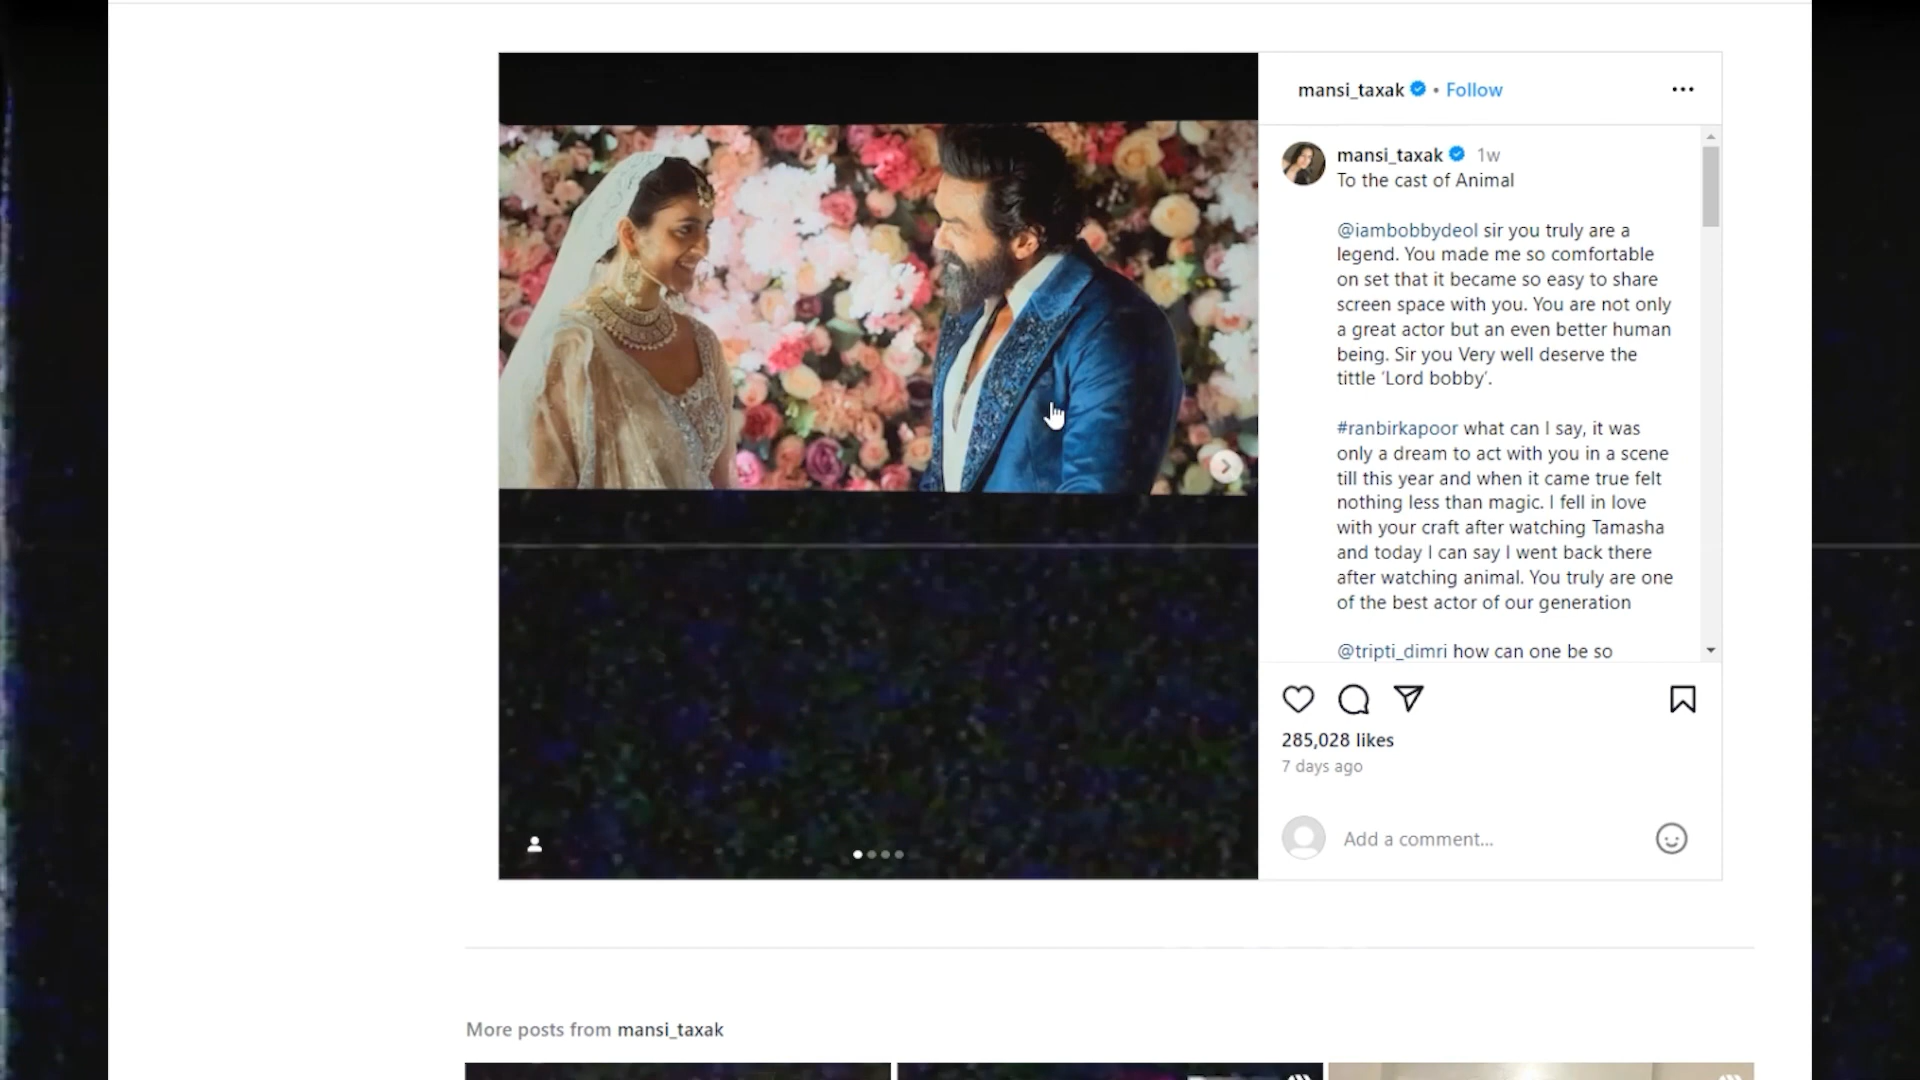 mansi_taxak • Follow
mansi_taxak 1w
To the cast of Animal
@iambobbydeol sir you truly are a
legend. You made me so comfortable
on set that it became so easy to share
screen space with you. You are not only
a great actor but an even better human
being. Sir you Very well deserve the
tittle ‘Lord bobby’.
#ranbirkapoor what can I say, it was
only a dream to act with you in a scene
till this year and when it came true felt
nothing less than magic. I fell in love
with your craft after watching Tamasha
and today I can say I went back there
after watching animal. You truly are one
of the best actor of our generation
@tripti_dimri how can one be so
285,028 likes
7 days ago
Add a comment...
More posts from mansi_taxak